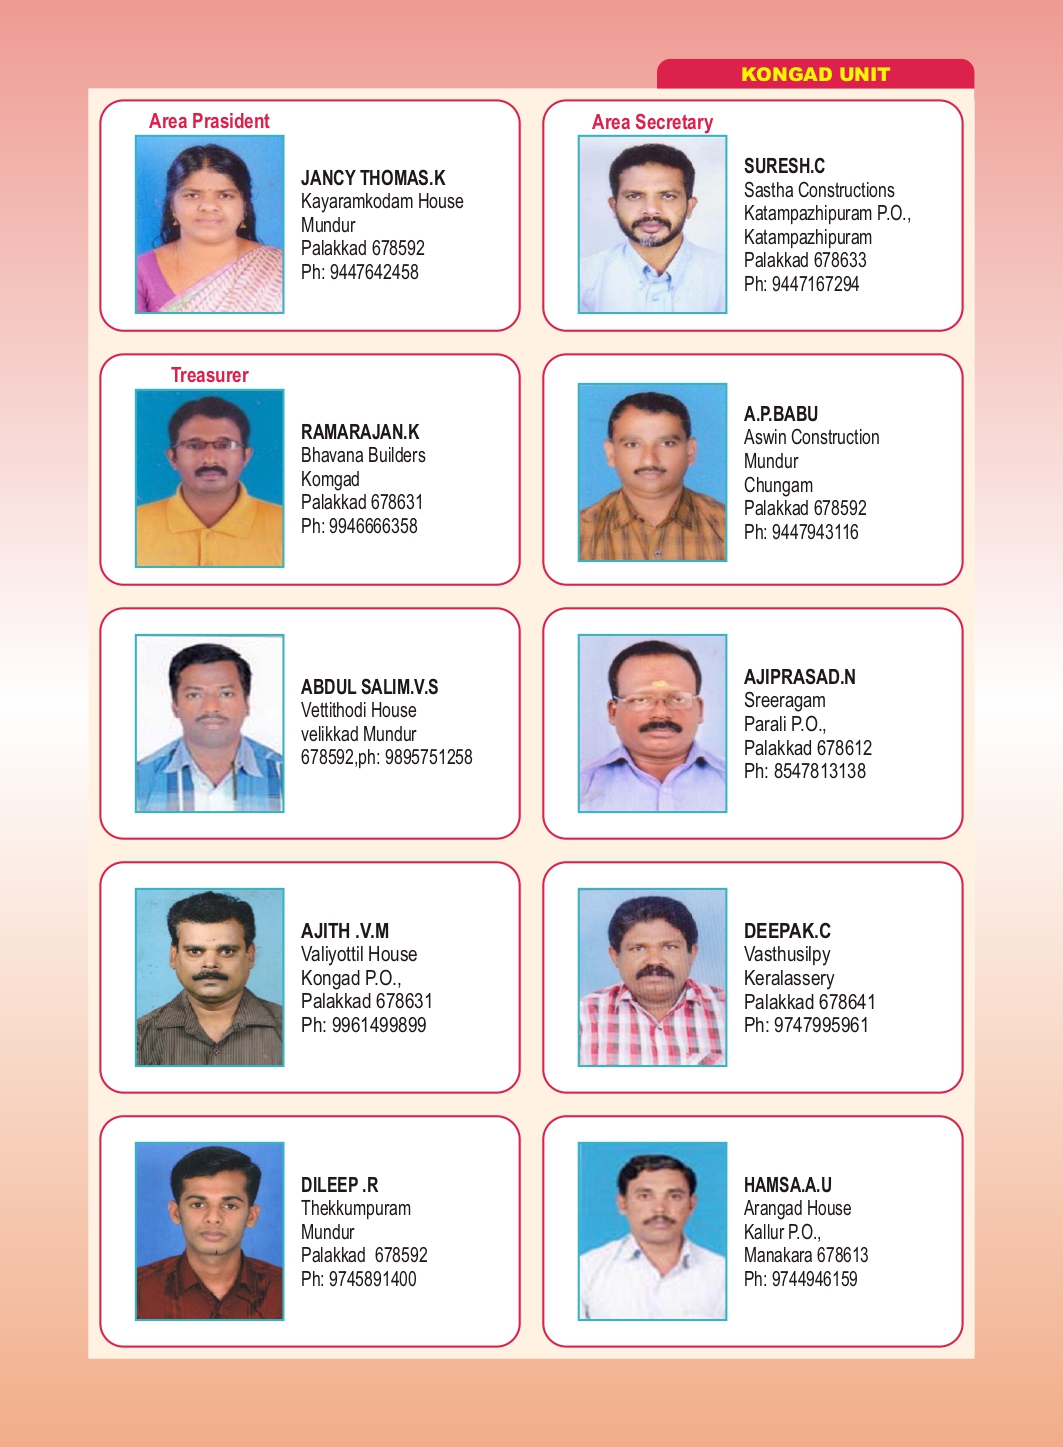 KONGAD UNIT
Area Prasident
JANCY THOMAS.K
Kayaramkodam House
Mundur
Palakkad 678592
Ph: 9447642458
Area Secretary
SURESH.C
Sastha Constructions
Katampazhipuram P.O.,
Katampazhipuram
Palakkad 678633
Ph: 9447167294
Treasurer
RAMARAJAN.K
Bhavana Builders
Komgad
Palakkad 678631
Ph: 9946666358
A.P.BABU
Aswin Construction
Mundur
Chungam
Palakkad 678592
Ph: 9447943116
ABDUL SALIM.V.S
Vettithodi House
velikkad Mundur
678592,ph: 9895751258
AJIPRASAD.N
Sreeragam
Parali P.O.,
Palakkad 678612
Ph: 8547813138
AJITH .V.M
Valiyottil House
Kongad P.O.,
Palakkad 678631
Ph: 9961499899
DEEPAK.C
Vasthusilpy
Keralassery
Palakkad 678641
Ph: 9747995961
DILEEP .R
Thekkumpuram
Mundur
Palakkad  678592
Ph: 9745891400
HAMSA.A.U
Arangad House
Kallur P.O.,
Manakara 678613
Ph: 9744946159